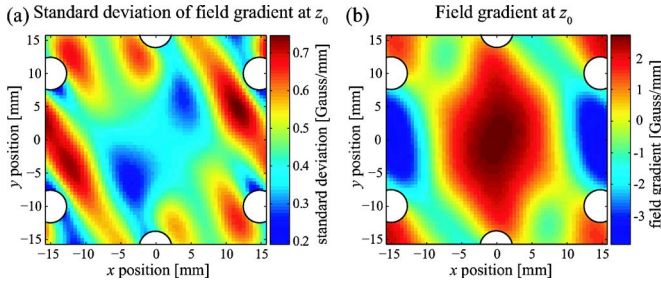 (a) Standard deviation of field gradient at z0
15
10
5
0
−5
−10
−15
y position [mm]
−15 −10 −5 0 5 10 15
x position [mm]
0.7
0.6
0.5
0.4
0.3
0.2
standard deviation [Gauss/mm]
(b) Field gradient at z0
15
10
5
0
−5
−10
−15
y position [mm]
−15 −10 −5 0 5 10 15
x position [mm]
2
1
0
−1
−2
−3
field gradient [Gauss/mm]